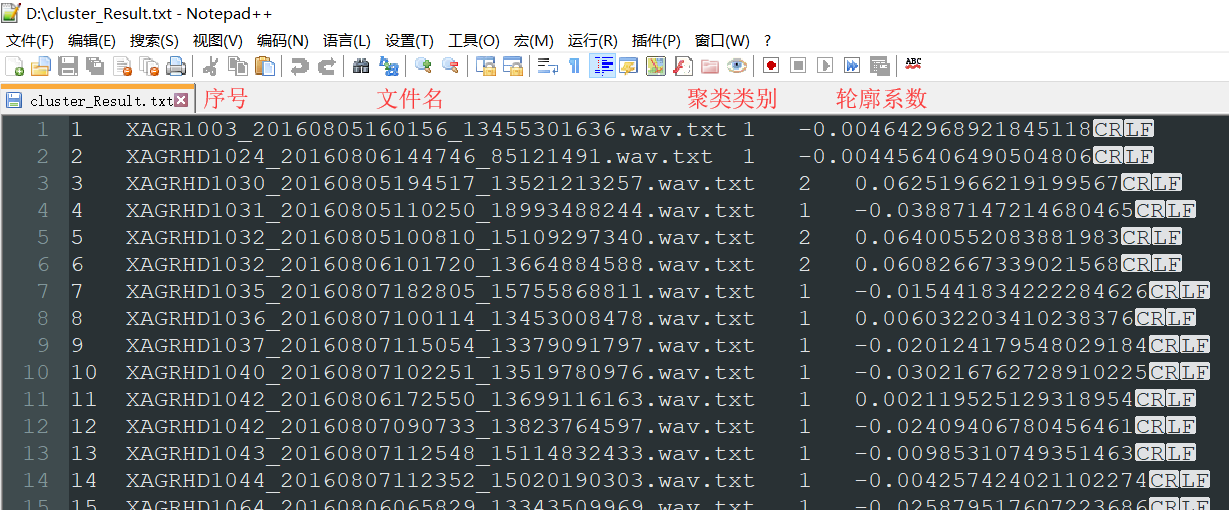 D:\cluster_Result.txt - Notepad++
文件(F) 编辑(E) 搜索(S) 视图(V) 编码(N) 语言(L) 设置(T) 工具(O) 宏(M) 运行(R) 插件(P) 窗口(W) ?
ABC
cluster_Result.txt 序号 文件名 聚类类别 轮廓系数
1 1 XAGR1003_20160805160156_13455301636.wav.txt 1 -0.004642968921845118CRLF
2 2 XAGRHD1024_20160806144746_85121491.wav.txt 1 -0.004456406490504806CRLF
3 3 XAGRHD1030_20160805194517_13521213257.wav.txt 2 0.06251966219199567CRLF
4 4 XAGRHD1031_20160805110250_18993488244.wav.txt 1 -0.03887147214680465CRLF
5 5 XAGRHD1032_20160805100810_15109297340.wav.txt 2 0.06400552083881983CRLF
6 6 XAGRHD1032_20160806101720_13664884588.wav.txt 2 0.06082667339021568CRLF
7 7 XAGRHD1035_20160807182805_15755868811.wav.txt 1 -0.015441834222284626CRLF
8 8 XAGRHD1036_20160807100114_13453008478.wav.txt 1 0.006032203410238376CRLF
9 9 XAGRHD1037_20160807115054_13379091797.wav.txt 1 -0.020124179548029184CRLF
10 10 XAGRHD1040_20160807102251_13519780976.wav.txt 1 -0.030216762728910225CRLF
11 11 XAGRHD1042_20160806172550_13699116163.wav.txt 1 0.002119525129318954CRLF
12 12 XAGRHD1042_20160807090733_13823764597.wav.txt 1 -0.02409406780456461CRLF
13 13 XAGRHD1043_20160807112548_15114832433.wav.txt 1 -0.00985310749351463CRLF
14 14 XAGRHD1044_20160807112352_15020190303.wav.txt 1 -0.004257424021102274CRLF
15 15 XAGRHD1064_20160806065829_13343509969.wav.txt 1 -0.025879517607223686CRLF